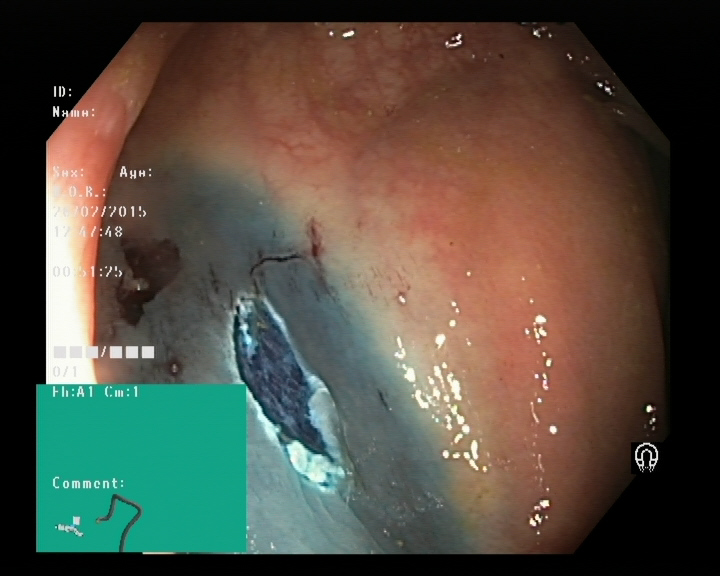 ID:
Name:
Sex: Age:
D.O.B.:
26/02/2015
12:47:48
00:51:25
0/1
Eh:A1 Cm:1
Comment: